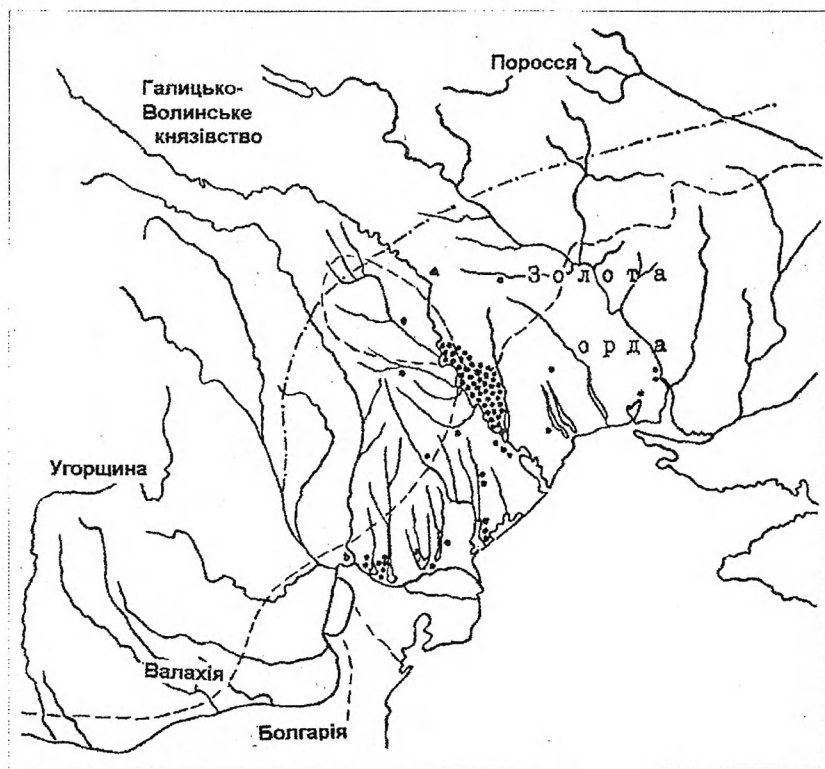 Поросся
Галицько-
Волинське
князівство
Золота
орда
Угорщина
Валахія
Болгарія